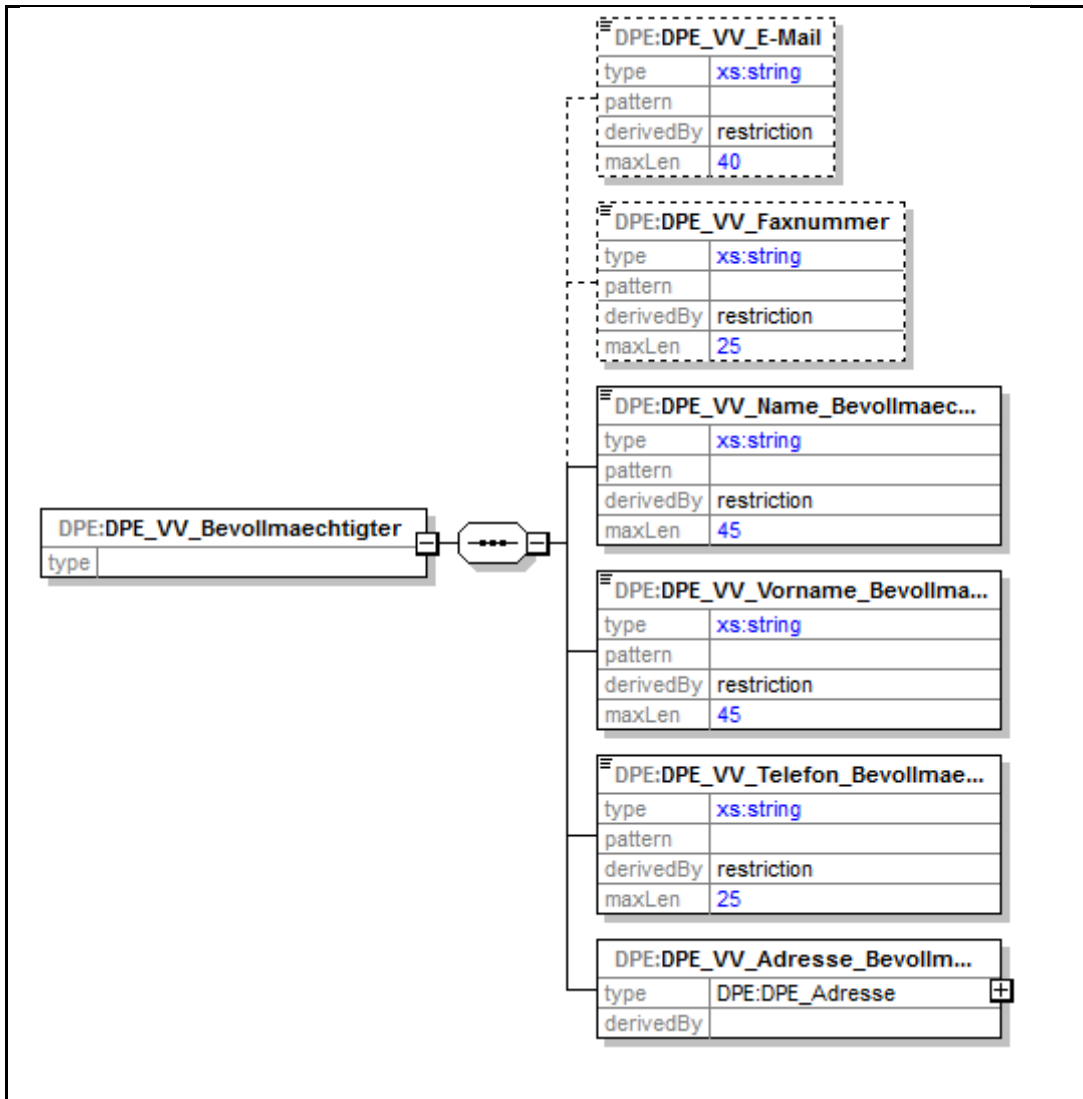 DPE:DPE_VV_E-Mail
type xs:string
pattern
derivedBy restriction
maxLen 40
DPE:DPE_VV_Faxnummer
type xs:string
pattern
derivedBy restriction
maxLen 25
DPE:DPE_VV_Name_Bevollmaec...
type xs:string
pattern
derivedBy restriction
maxLen 45
DPE:DPE_VV_Bevollmaechtigter
type
DPE:DPE_VV_Vorname_Bevollma...
type xs:string
pattern
derivedBy restriction
maxLen 45
DPE:DPE_VV_Telefon_Bevollmae...
type xs:string
pattern
derivedBy restriction
maxLen 25
DPE:DPE_VV_Adresse_Bevollm...
type DPE:DPE_Adresse
derivedBy